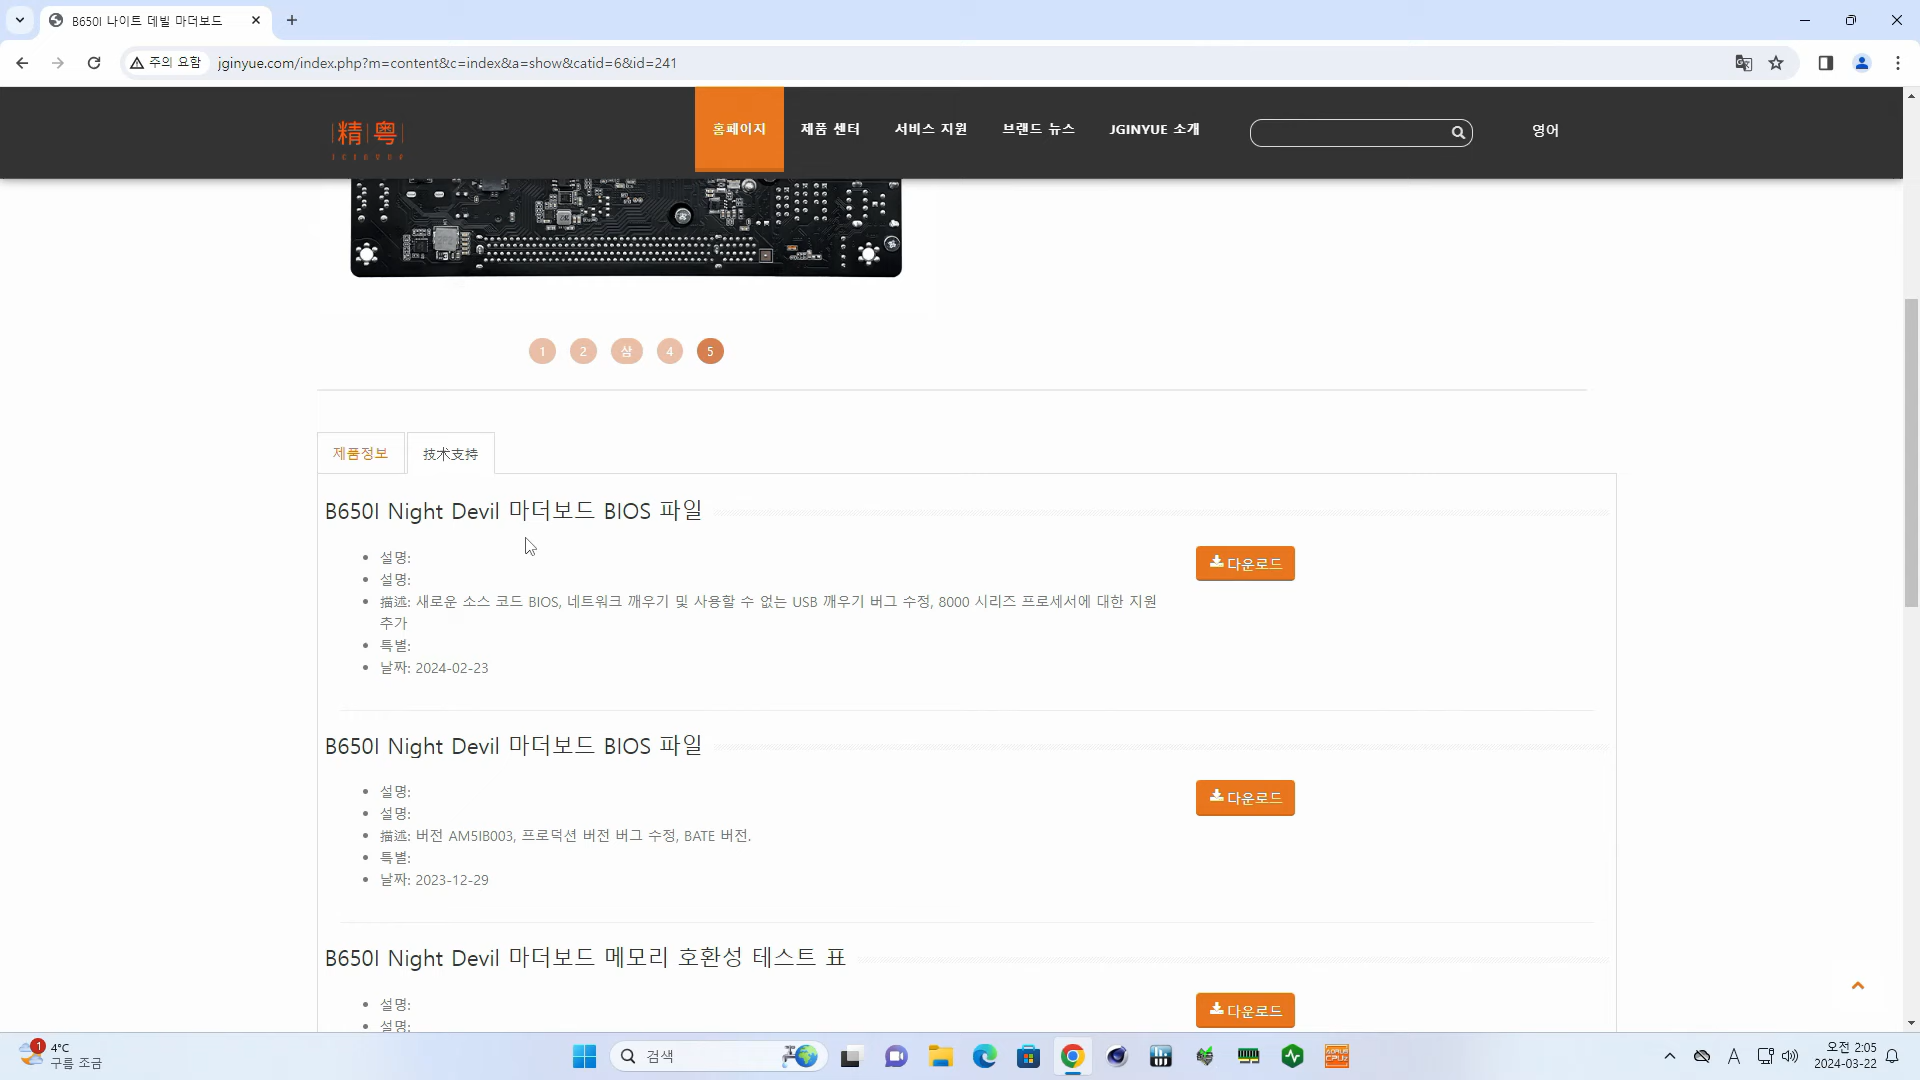 B650I 나이트 데빌 마더보드
주의 요함
jginyue.com/index.php?m=content&c=index&a=show&catid=6&id=241
精粤
JGINYUE
홈페이지
제품 센터
서비스 지원
브랜드 뉴스
JGINYUE 소개
영어
1
2
삼
4
5
제품정보
技术支持
B650I Night Devil 마더보드 BIOS 파일
설명:
다운로드
설명:
描述: 새로운 소스 코드 BIOS, 네트워크 깨우기 및 사용할 수 없는 USB 깨우기 버그 수정, 8000 시리즈 프로세서에 대한 지원
추가
특별:
날짜: 2024-02-23
B650I Night Devil 마더보드 BIOS 파일
설명:
다운로드
설명:
描述: 버전 AM5IB003, 프로덕션 버전 버그 수정, BATE 버전.
특별:
날짜: 2023-12-29
B650I Night Devil 마더보드 메모리 호환성 테스트 표
설명:
다운로드
설명:
1
4°C
구름 조금
검색
AORUS
CPU-Z
A
오전 2:05
2024-03-22